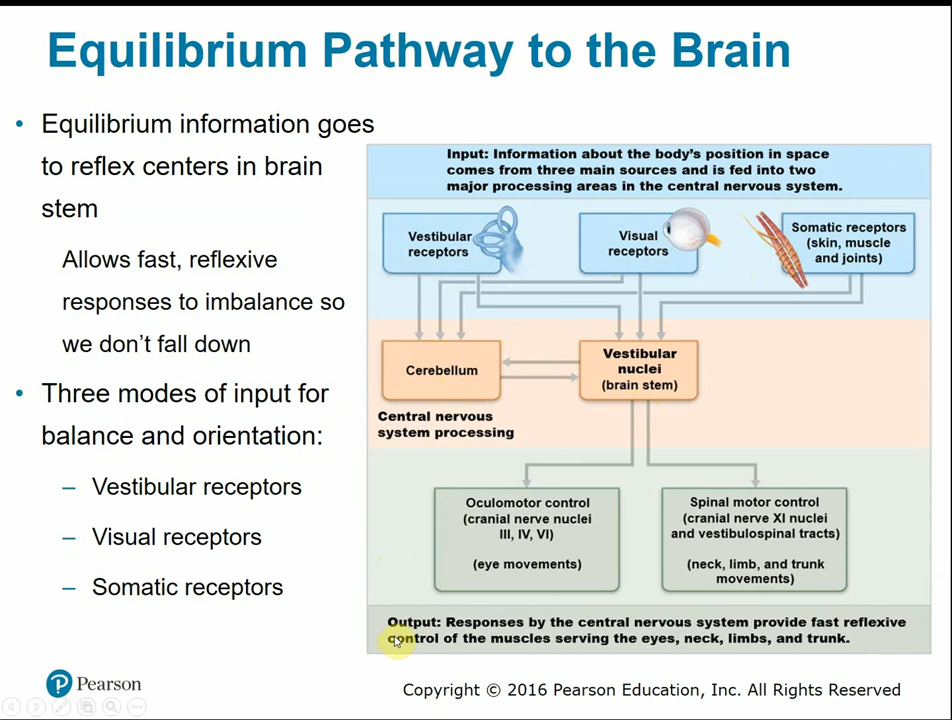 Equilibrium Pathway to the Brain
• Equilibrium information goes
to reflex centers in brain
stem
Allows fast, reflexive
responses to imbalance so
we don't fall down
• Three modes of input for
balance and orientation:
– Vestibular receptors
– Visual receptors
– Somatic receptors
Input: Information about the body's position in space
comes from three main sources and is fed into two
major processing areas in the central nervous system.
Vestibular
receptors
Visual
receptors
Somatic receptors
(skin, muscle
and joints)
Cerebellum
Vestibular
nuclei
(brain stem)
Central nervous
system processing
Oculomotor control
(cranial nerve nuclei
III, IV, VI)
(eye movements)
Spinal motor control
(cranial nerve XI nuclei
and vestibulospinal tracts)
(neck, limb, and trunk
movements)
Output: Responses by the central nervous system provide fast reflexive
control of the muscles serving the eyes, neck, limbs, and trunk.
P Pearson
Copyright © 2016 Pearson Education, Inc. All Rights Reserved